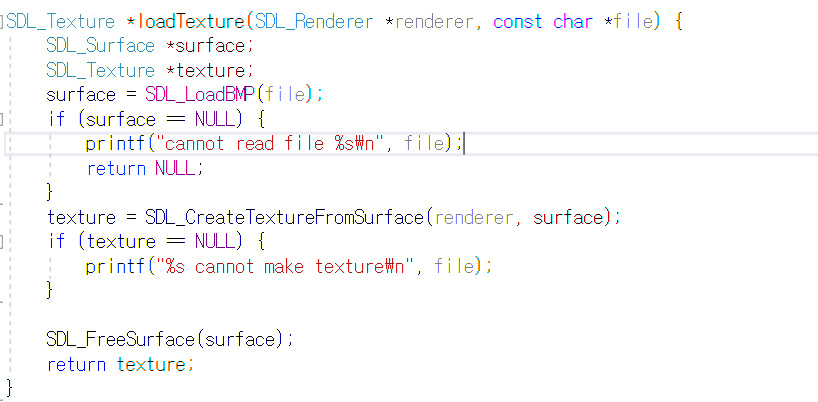 SDL_Texture *loadTexture(SDL_Renderer *renderer, const char *file) {
SDL_Surface *surface;
SDL_Texture *texture;
surface = SDL_LoadBMP(file);
if (surface == NULL) {
printf("cannot read file %s₩n", file);
return NULL;
}
texture = SDL_CreateTextureFromSurface(renderer, surface);
if (texture == NULL) {
printf("%s cannot make texture₩n", file);
}
SDL_FreeSurface(surface);
return texture;
}